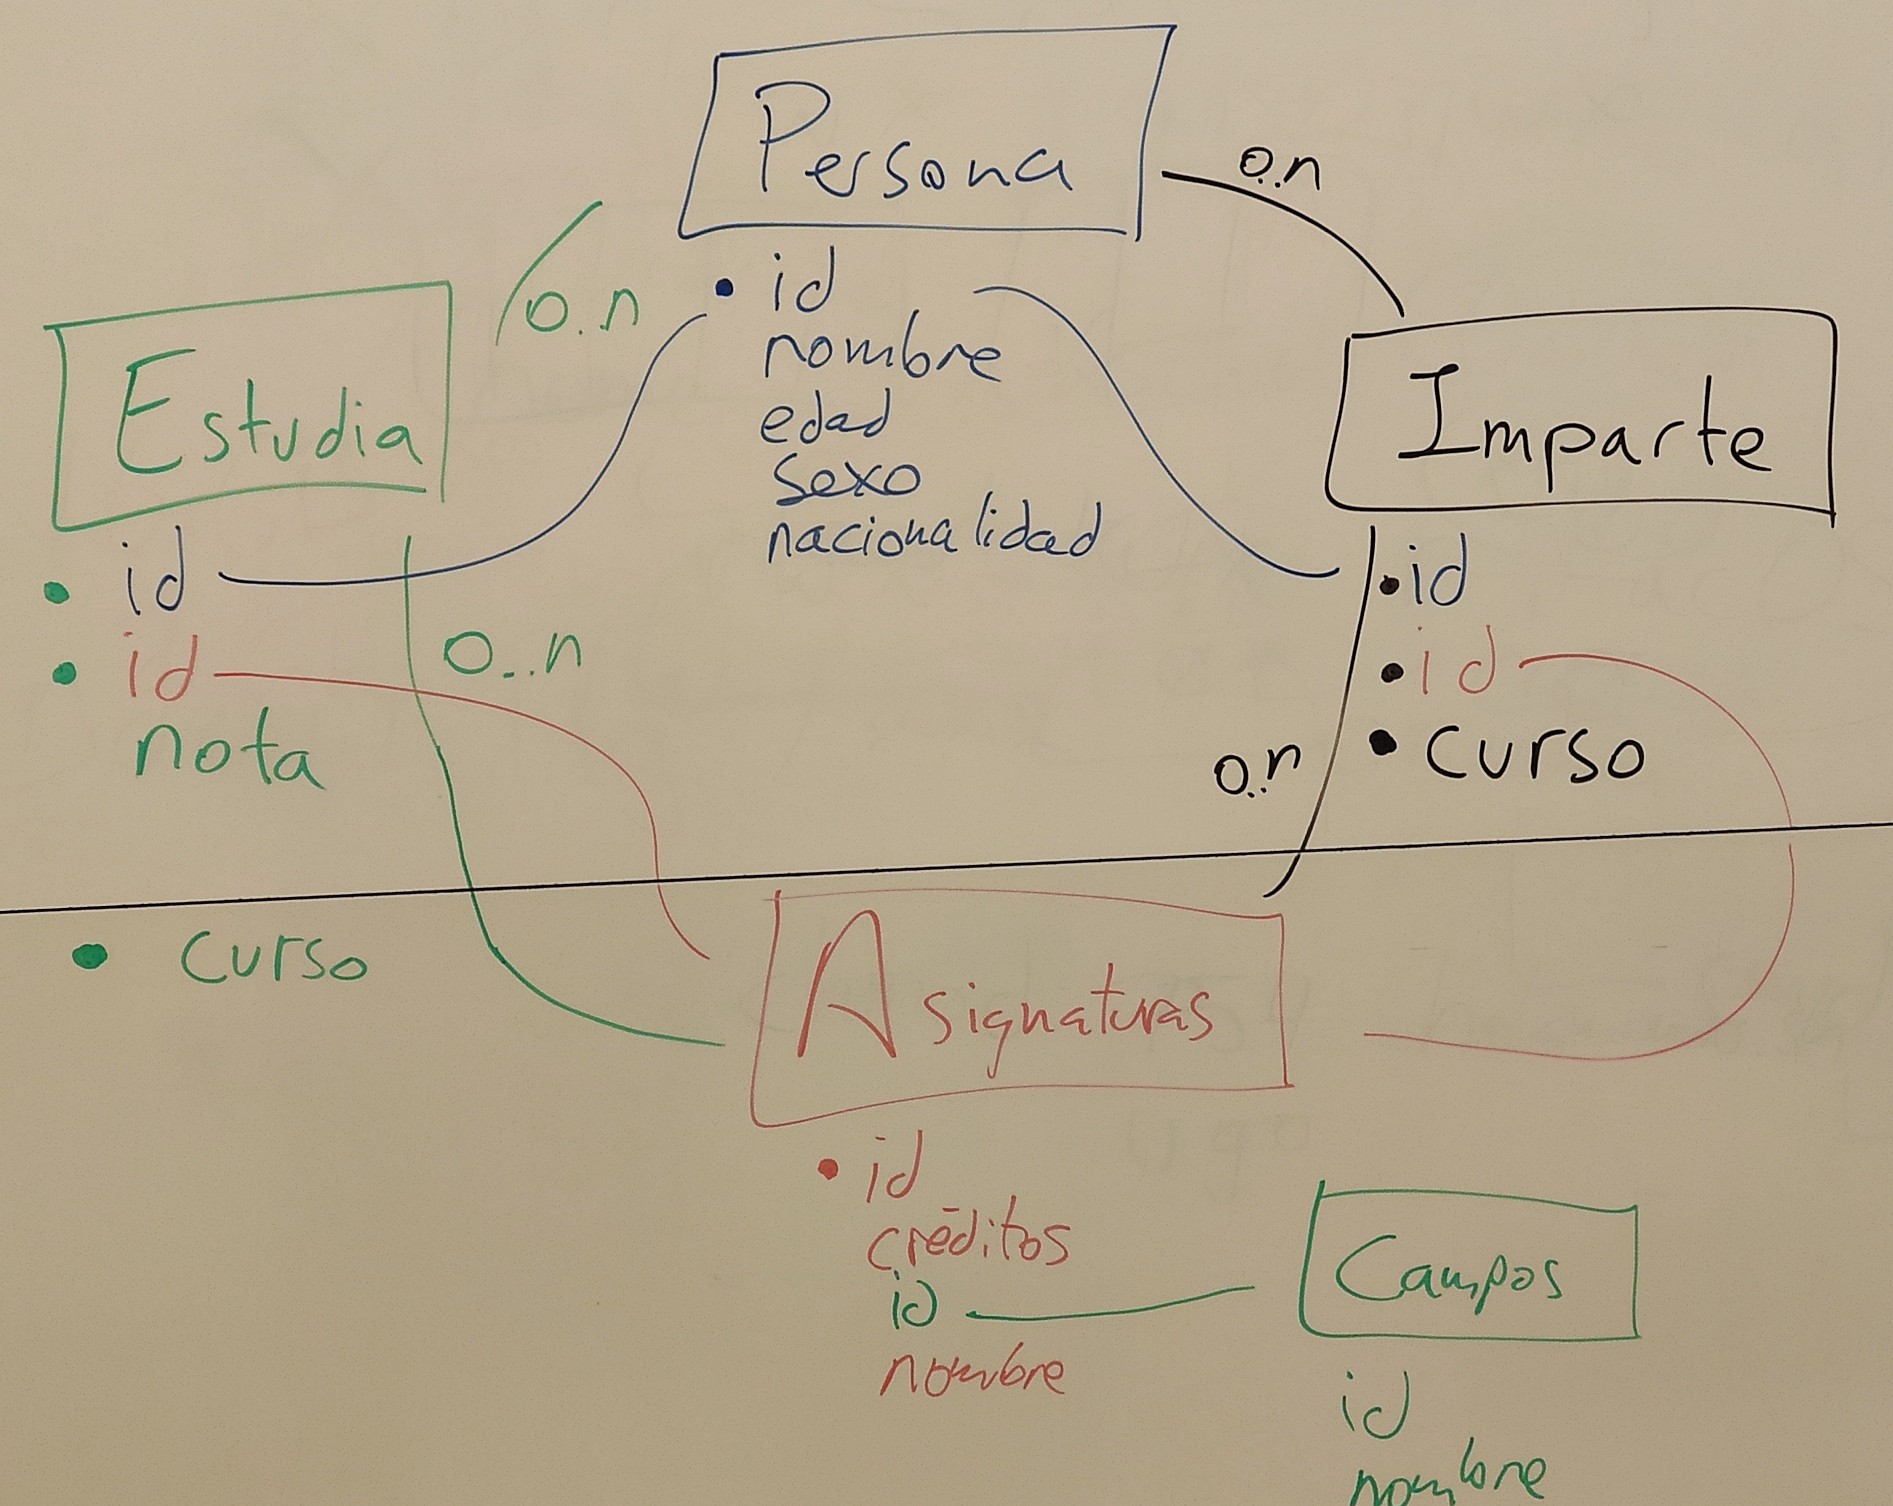 Persona
0..n
id
nombre
edad
sexo
nacionalidad
0..n
Estudia
id
id
nota
curso
0..n
Imparte
id
id
curso
0..n
Asignaturas
id
créditos
id
nombre
Campos
id
nombre